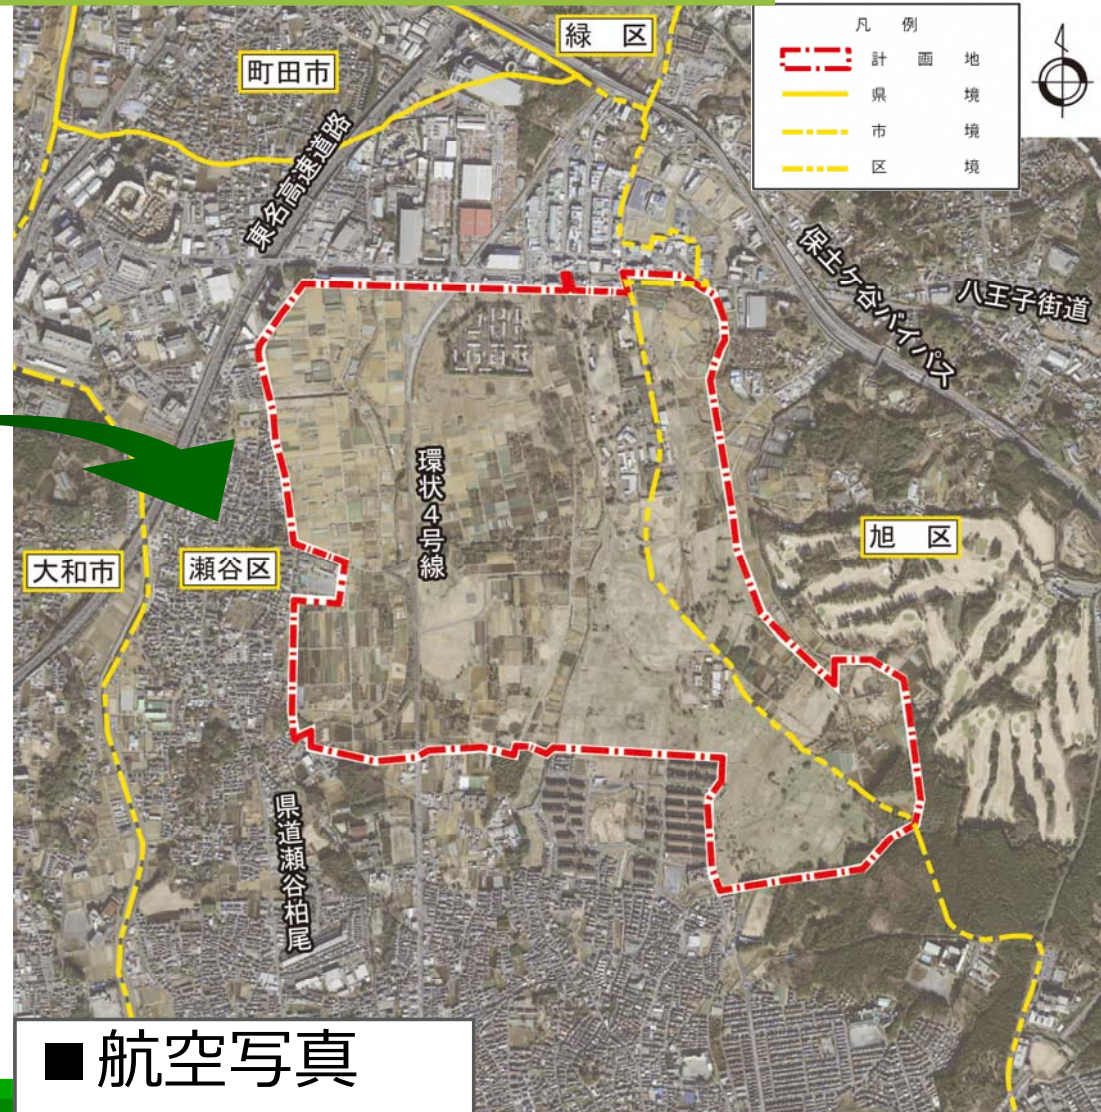 緑 区
町田市
東名高速道路
凡 例
計 画 地
県 境
市 境
区 境
保土ケ谷バイパス
八王子街道
環状4号線
旭 区
大和市
瀬谷区
県道瀬谷柏尾
■航空写真